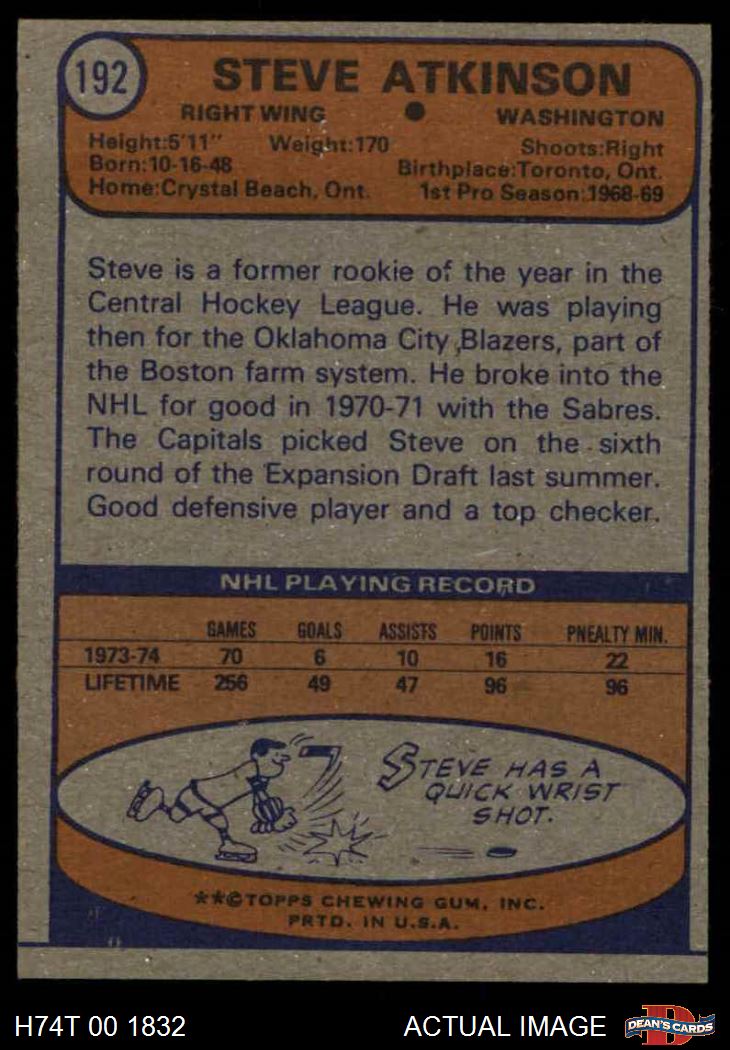 192
STEVE ATKINSON
RIGHT WING ● WASHINGTON
Height:5'11" Weight:170 Shoots:Right
Born:10-16-48 Birthplace:Toronto, Ont.
Home:Crystal Beach, Ont. 1st Pro Season:1968-69
Steve is a former rookie of the year in the
Central Hockey League. He was playing
then for the Oklahoma City Blazers, part of
the Boston farm system. He broke into the
NHL for good in 1970-71 with the Sabres.
The Capitals picked Steve on the sixth
round of the Expansion Draft last summer.
Good defensive player and a top checker.
NHL PLAYING RECORD
GAMES GOALS ASSISTS POINTS PNEALTY MIN.
1973-74 70 6 10 16 22
LIFETIME 256 49 47 96 96
STEVE HAS A
QUICK WRIST
SHOT.
**©TOPPS CHEWING GUM, INC.
PRTD. IN U.S.A.
H74T 00 1832 ACTUAL IMAGE D DEAN'S CARDS